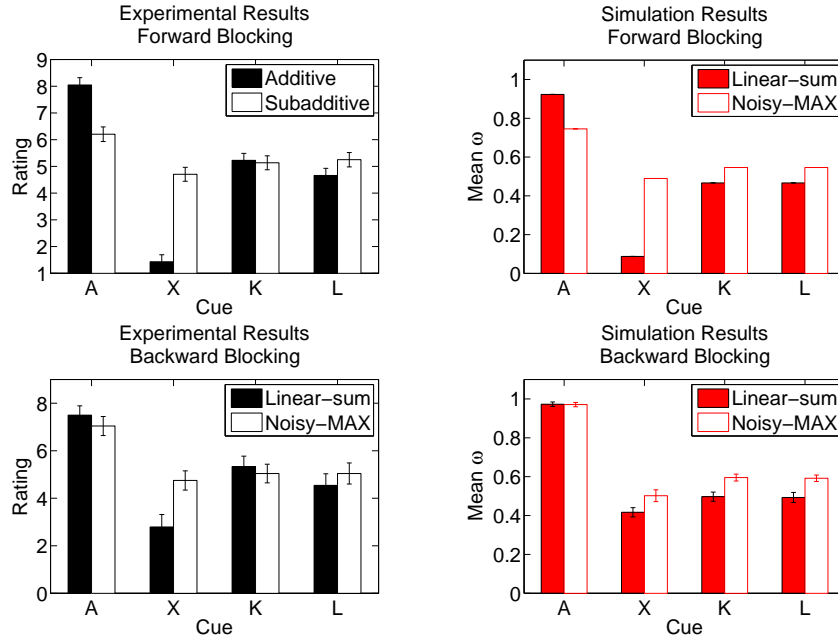 Experimental Results
Forward Blocking
9
8
7
6
5
4
3
2
1
Rating
Additive
Subadditive
A X K L
Cue
Simulation Results
Forward Blocking
1
0.8
0.6
0.4
0.2
0
Mean ω
Linear−sum
Noisy−MAX
A X K L
Cue
Experimental Results
Backward Blocking
8
6
4
2
0
Rating
Linear−sum
Noisy−MAX
A X K L
Cue
Simulation Results
Backward Blocking
1
0.8
0.6
0.4
0.2
0
Mean ω
Linear−sum
Noisy−MAX
A X K L
Cue